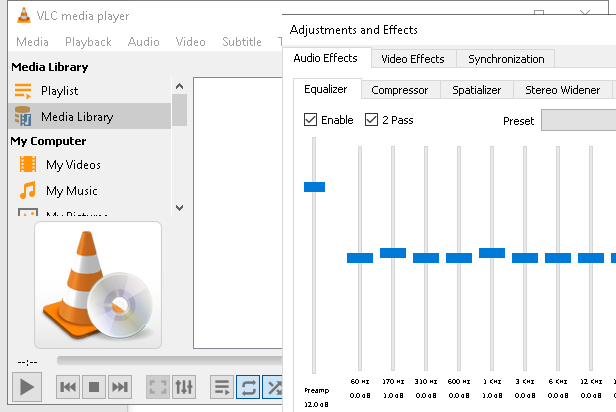 VLC media player
Media Playback Audio Video Subtitle
Media Library
Playlist
Media Library
My Computer
My Videos
My Music
My Pictures
--:--
Adjustments and Effects
Audio Effects Video Effects Synchronization
Equalizer Compressor Spatializer Stereo Widener
Enable 2 Pass Preset
60 Hz 170 Hz 310 Hz 600 Hz 1 KHz 3 KHz 6 KHz 12 KHz
Preamp 0.0 dB 1.0 dB 0.0 dB 0.0 dB 1.0 dB 0.0 dB 0.0 dB 0.0 dB
12.0 dB